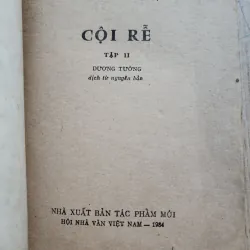 CỘI RỄ
TẬP II
DƯƠNG TƯỜNG
dịch từ nguyên bản
NHÀ XUẤT BẢN TÁC PHẨM MỚI
HỘI NHÀ VĂN VIỆT NAM — 1984